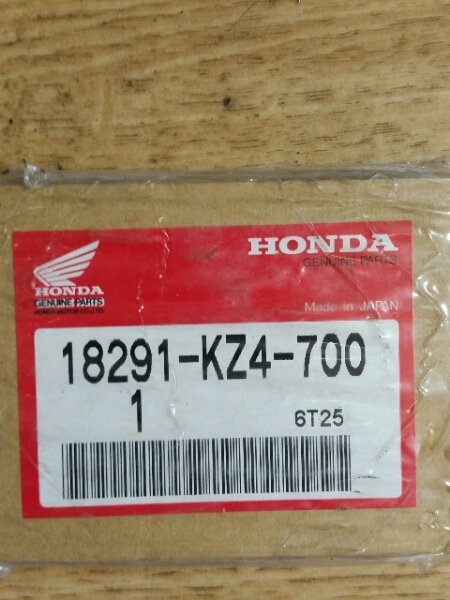 HONDA
GENUINE PARTS
HONDA
GENUINE PARTS
HONDA MOTOR CO.,LTD.
Made in JAPAN
18291-KZ4-700
1
6T25